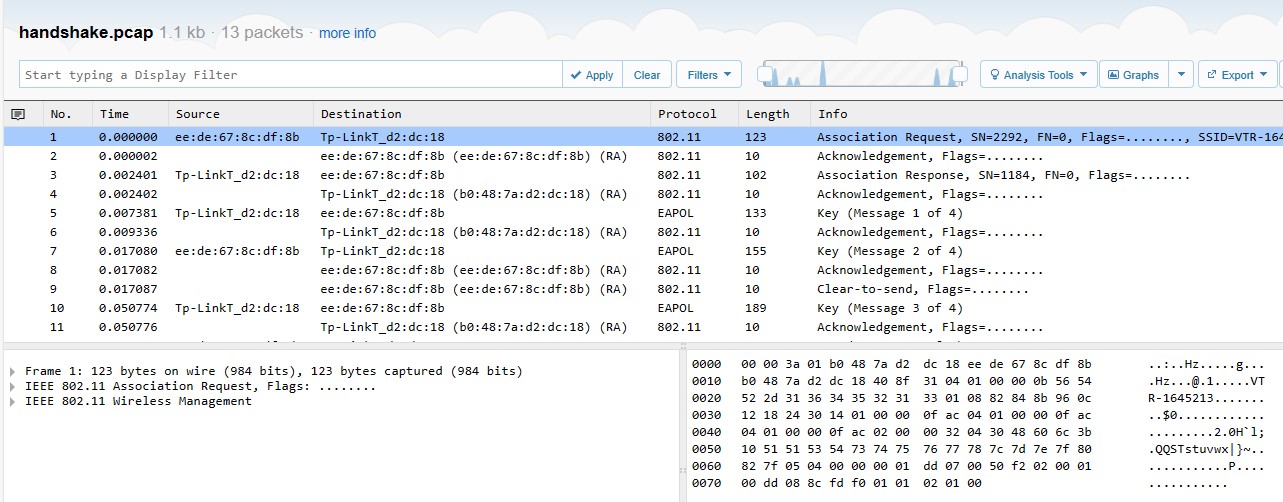 handshake.pcap 1.1 kb · 13 packets · more info
Start typing a Display Filter Apply Clear Filters Analysis Tools Graphs Export
No. Time Source Destination Protocol Length Info
1 0.000000 ee:de:67:8c:df:8b Tp-LinkT_d2:dc:18 802.11 123 Association Request, SN=2292, FN=0, Flags=........, SSID=VTR-164
2 0.000002 ee:de:67:8c:df:8b (ee:de:67:8c:df:8b) (RA) 802.11 10 Acknowledgement, Flags=........
3 0.002401 Tp-LinkT_d2:dc:18 ee:de:67:8c:df:8b 802.11 102 Association Response, SN=1184, FN=0, Flags=........
4 0.002402 Tp-LinkT_d2:dc:18 (b0:48:7a:d2:dc:18) (RA) 802.11 10 Acknowledgement, Flags=........
5 0.007381 Tp-LinkT_d2:dc:18 ee:de:67:8c:df:8b EAPOL 133 Key (Message 1 of 4)
6 0.009336 Tp-LinkT_d2:dc:18 (b0:48:7a:d2:dc:18) (RA) 802.11 10 Acknowledgement, Flags=........
7 0.017080 ee:de:67:8c:df:8b Tp-LinkT_d2:dc:18 EAPOL 155 Key (Message 2 of 4)
8 0.017082 ee:de:67:8c:df:8b (ee:de:67:8c:df:8b) (RA) 802.11 10 Acknowledgement, Flags=........
9 0.017087 ee:de:67:8c:df:8b (ee:de:67:8c:df:8b) (RA) 802.11 10 Clear-to-send, Flags=........
10 0.050774 Tp-LinkT_d2:dc:18 ee:de:67:8c:df:8b EAPOL 189 Key (Message 3 of 4)
11 0.050776 Tp-LinkT_d2:dc:18 (b0:48:7a:d2:dc:18) (RA) 802.11 10 Acknowledgement, Flags=........
Frame 1: 123 bytes on wire (984 bits), 123 bytes captured (984 bits)
IEEE 802.11 Association Request, Flags: ........
IEEE 802.11 Wireless Management
0000 00 00 3a 01 b0 48 7a d2 dc 18 ee de 67 8c df 8b ..:..Hz.....g...
0010 b0 48 7a d2 dc 18 40 8f 31 04 01 00 00 0b 56 54 .Hz...@.1.....VT
0020 52 2d 31 36 34 35 32 31 33 01 08 82 84 8b 96 0c R-1645213.......
0030 12 18 24 30 14 01 00 00 0f ac 04 01 00 00 0f ac ..$0............
0040 04 01 00 00 0f ac 02 00 00 32 04 30 48 60 6c 3b .........2.0H`l;
0050 10 51 51 53 54 73 74 75 76 77 78 7c 7d 7e 7f 80 .QQSTstuvwx|}~..
0060 82 7f 05 04 00 00 00 01 dd 07 00 50 f2 02 00 01 ...........P....
0070 00 dd 08 8c fd f0 01 01 02 01 00 ...........